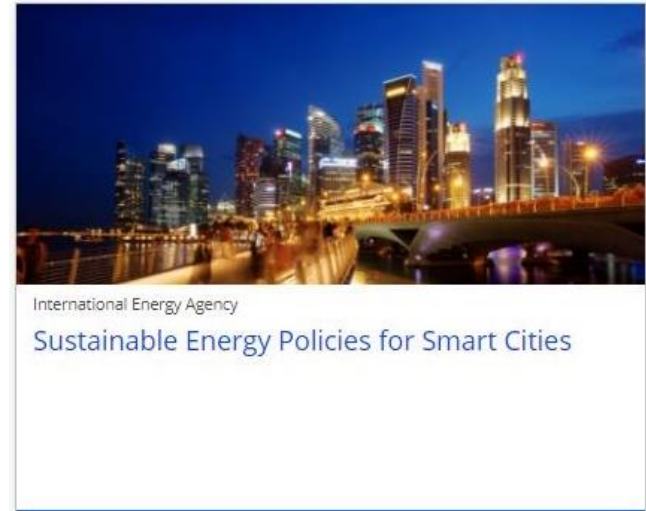 International Energy Agency
Sustainable Energy Policies for Smart Cities